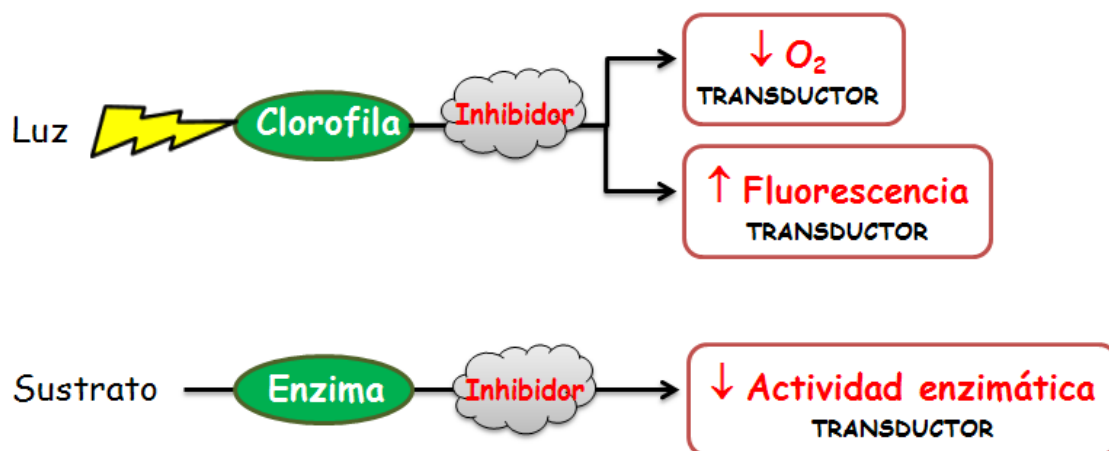 ↓ O₂
TRANSDUCTOR
Luz
Clorofila
Inhibidor
↑ Fluorescencia
TRANSDUCTOR
Sustrato
Enzima
Inhibidor
↓ Actividad enzimática
TRANSDUCTOR